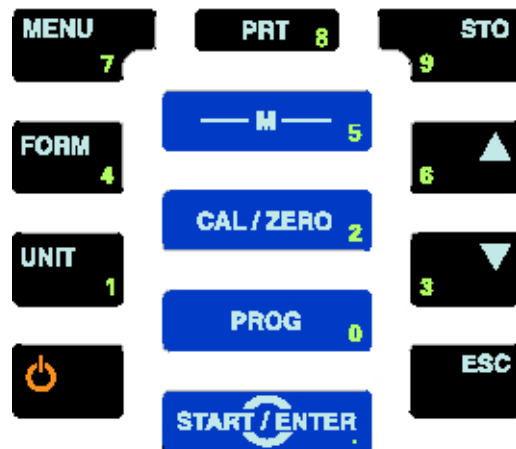 MENU 7
PRT 8
STO 9
M 5
FORM 4
6
CAL / ZERO 2
UNIT 1
3
PROG 0
ESC
START / ENTER .